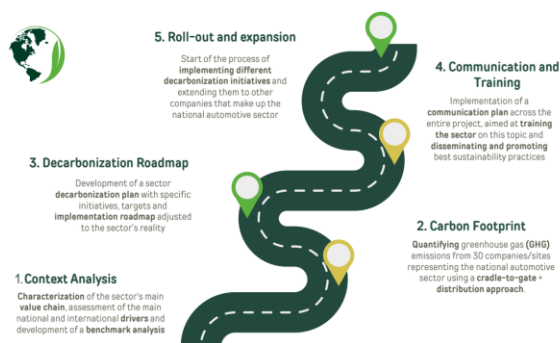 5. Roll-out and expansion
Start of the process of
implementing different
decarbonization initiatives and
extending them to other
companies that make up the
national automotive sector
4. Communication and
Training
Implementation of a
communication plan across the
entire project, aimed at training
the sector on this topic and
disseminating and promoting
best sustainability practices
3. Decarbonization Roadmap
Development of a sector
decarbonization plan with specific
initiatives, targets and
implementation roadmap adjusted
to the sector's reality
2. Carbon Footprint
Quantifying greenhouse gas (GHG)
emissions from 30 companies/sites
representing the national automotive
sector using a cradle-to-gate +
distribution approach.
1. Context Analysis
Characterization of the sector's main
value chain, assessment of the main
national and international drivers and
development of a benchmark analysis